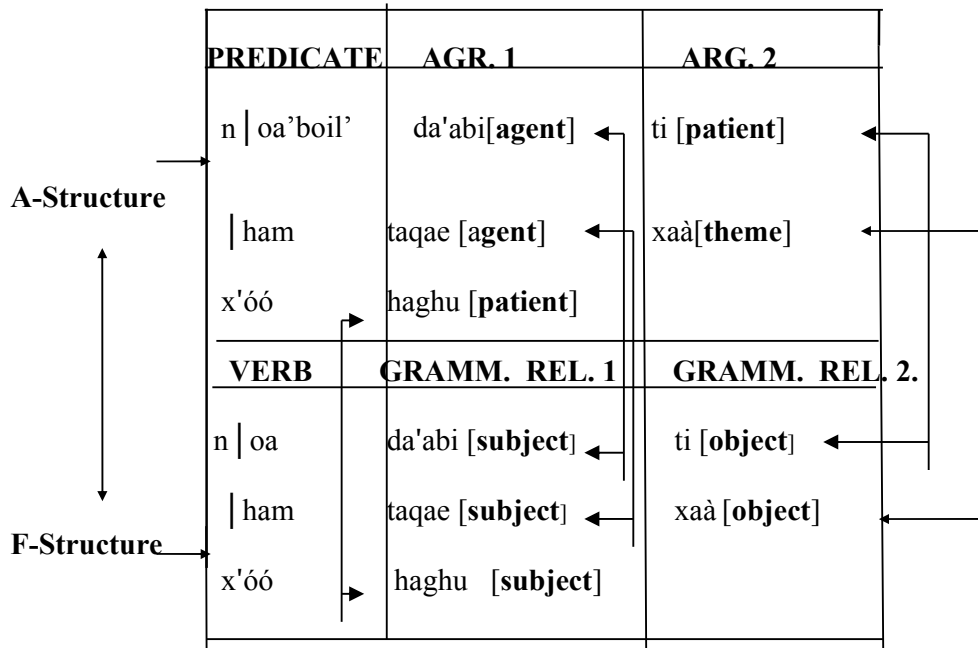 PREDICATE AGR. 1 ARG. 2
n|oa’boil’ da'abi[agent] ti [patient]
A-Structure
|ham taqae [agent] xaà[theme]
x'óó haghu [patient]
VERB GRAMM. REL. 1 GRAMM. REL. 2.
n|oa da'abi [subject] ti [object]
|ham taqae [subject] xaà [object]
F-Structure
x'óó haghu [subject]